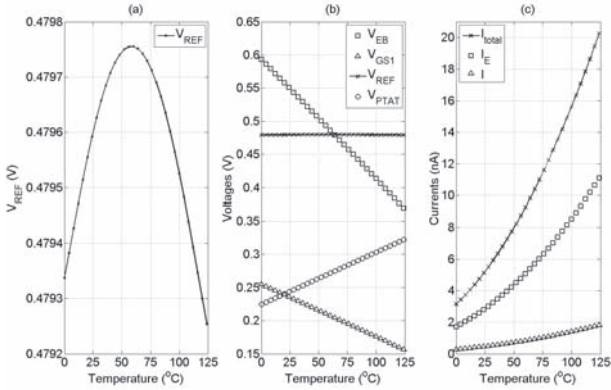 (a)
V_REF
0.4798
0.4797
0.4796
0.4795
0.4794
0.4793
0.4792
V_REF (V)
0 25 50 75 100 125
Temperature (°C)
(b)
V_EB
V_GS1
V_REF
V_PTAT
0.65
0.6
0.55
0.5
0.45
0.4
0.35
0.3
0.25
0.2
0.15
Voltages (V)
0 25 50 75 100 125
Temperature (°C)
(c)
I_total
I_E
I
20
18
16
14
12
10
8
6
4
2
0
Currents (nA)
0 25 50 75 100 125
Temperature (°C)